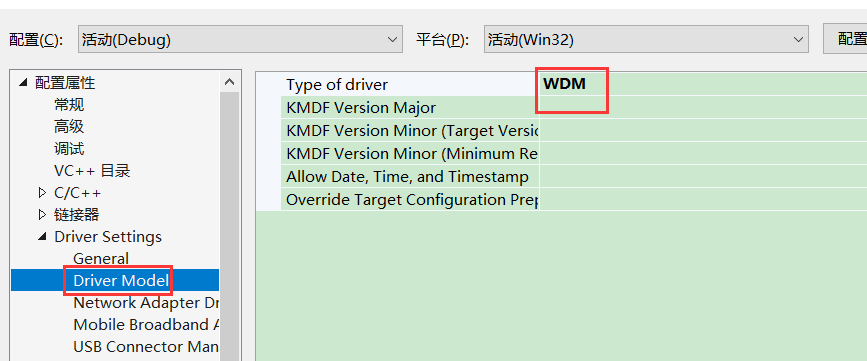 配置(C): 活动(Debug) 平台(P): 活动(Win32) 配置
配置属性
常规
高级
调试
VC++ 目录
C/C++
链接器
Driver Settings
General
Driver Model
Network Adapter Dr
Mobile Broadband A
USB Connector Man
Type of driver WDM
KMDF Version Major
KMDF Version Minor (Target Versio
KMDF Version Minor (Minimum Re
Allow Date, Time, and Timestamp
Override Target Configuration Prep